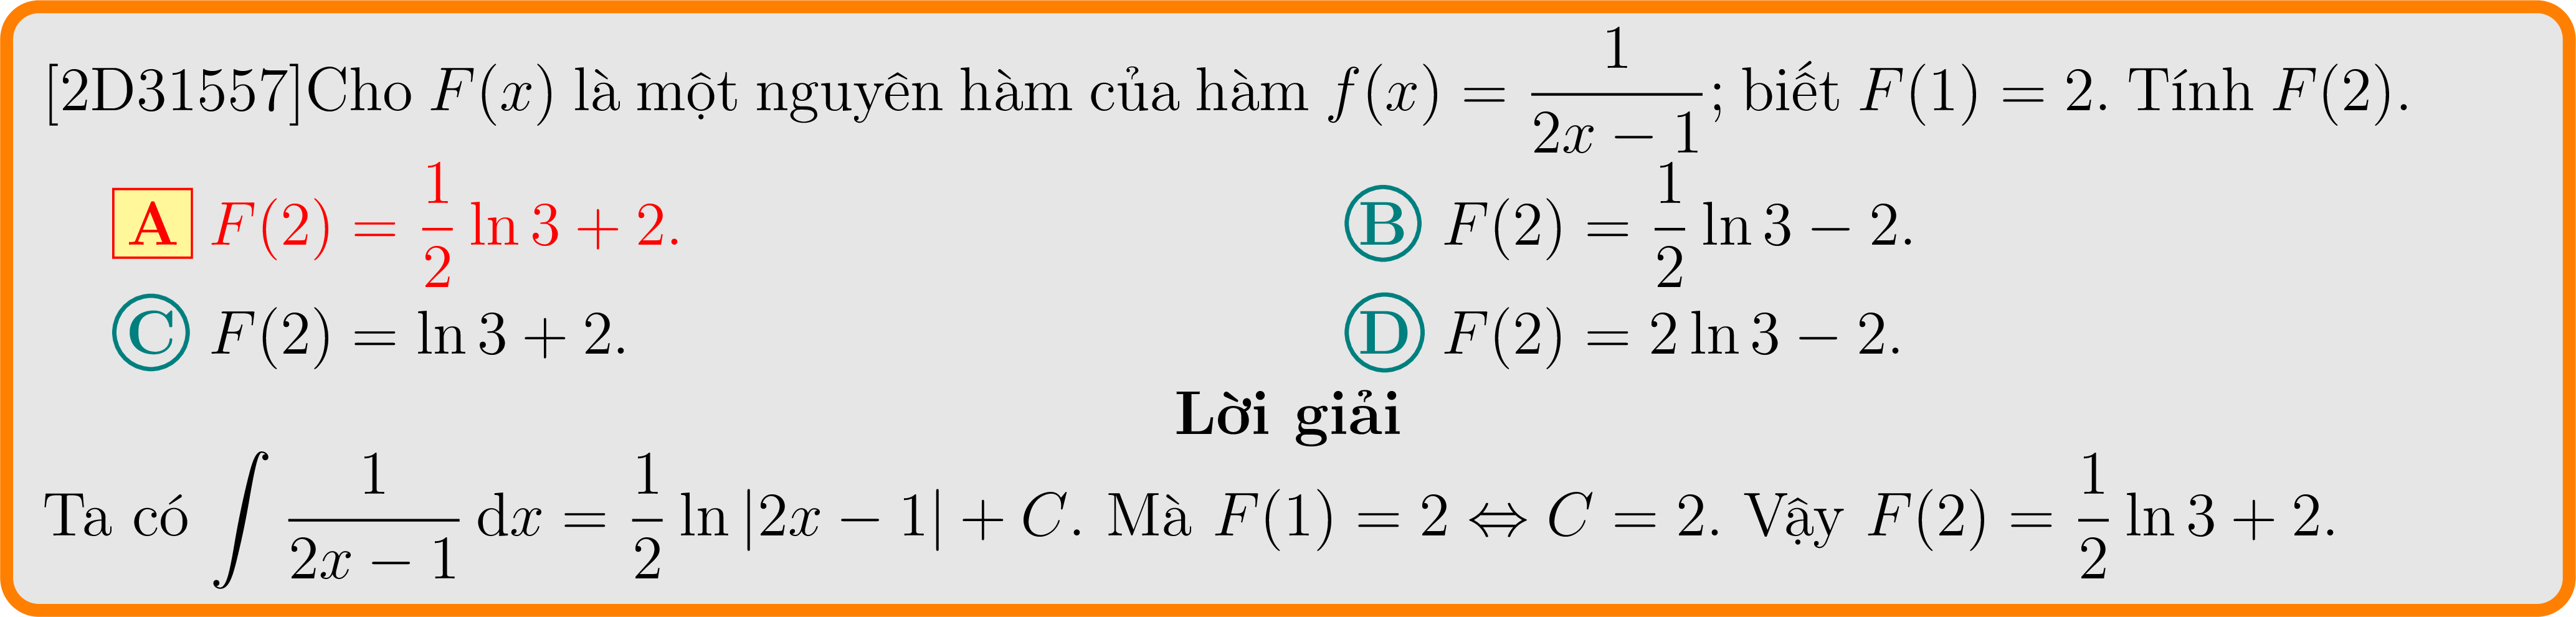 [2D31557]Cho F(x) là một nguyên hàm của hàm f(x) = \frac{1}{2x − 1}; biết F(1) = 2. Tính F(2).
A F(2) = \frac{1}{2} ln 3 + 2. B F(2) = \frac{1}{2} ln 3 − 2.
C F(2) = ln 3 + 2. D F(2) = 2 ln 3 − 2.
Lời giải
Ta có ∫ \frac{1}{2x − 1} dx = \frac{1}{2} ln |2x − 1| + C. Mà F(1) = 2 ⇔ C = 2. Vậy F(2) = \frac{1}{2} ln 3 + 2.